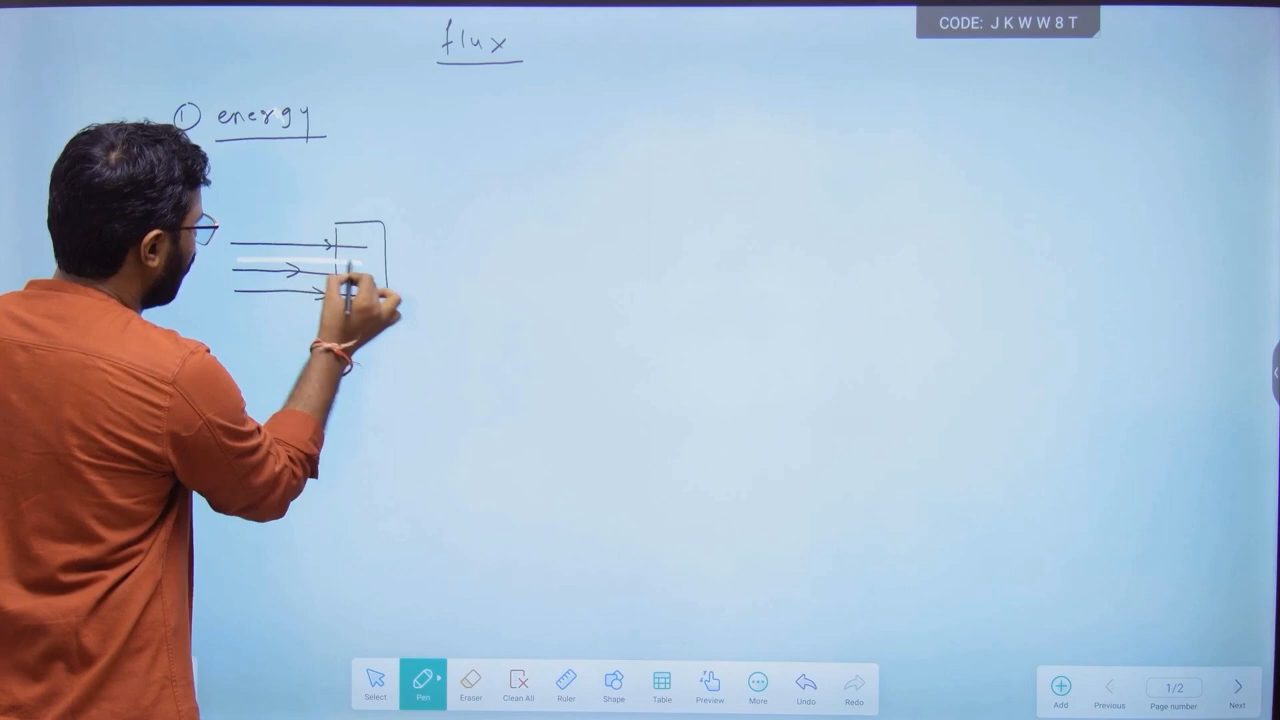 flux
CODE: J K W W 8 T
① energy
Select
Pen
Eraser
Clean All
Ruler
Shape
Table
Preview
More
Undo
Redo
Add
Previous
1/2
Page number
Next